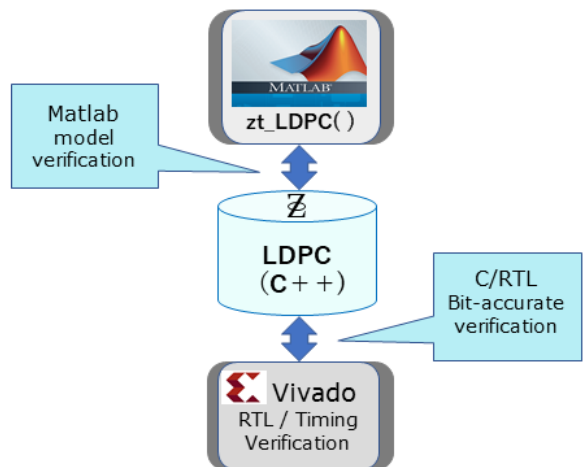 MATLAB®
zt_LDPC( )
Matlab
model
verification
Ƶ
LDPC
(C++)
C/RTL
Bit-accurate
verification
Vivado
RTL / Timing
Verification